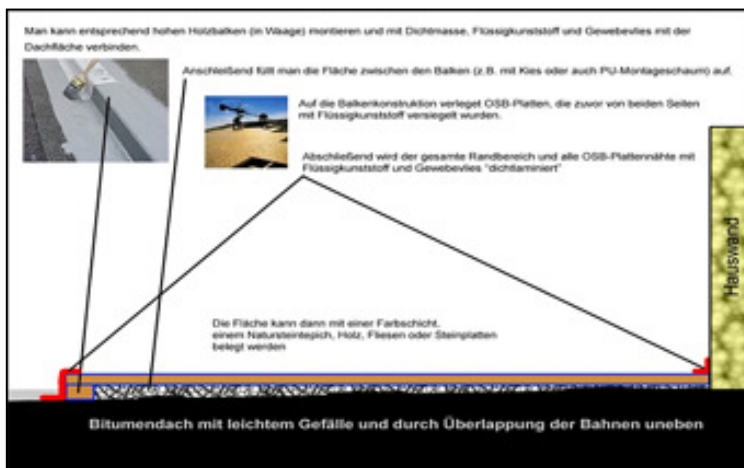 Man kann entsprechend hohen Holzbalken (in Waage) montieren und mit Dichtmasse, Flüssigkunststoff und Gewebevlies mit der
Dachfläche verbinden.
Anschleißend füllt man die Fläche zwischen den Balken (z.B. mit Kies oder auch PU-Montageschaum) auf.
Auf die Balkenkonstruktion verleget OSB-Platten, die zuvor von beiden Seiten
mit Flüssigkunststoff versiegelt wurden.
Abschließend wird der gesamte Randbereich und alle OSB-Plattennähte mit
Flüssigkunststoff und Gewebevlies "dichtlaminiert"
Hauswand
Die Fläche kann dann mit einer Farbschicht,
einem Natursteintepich, Holz, Fliesen oder Steinplatten
belegt werden
Bitumendach mit leichtem Gefälle und durch Überlappung der Bahnen uneben